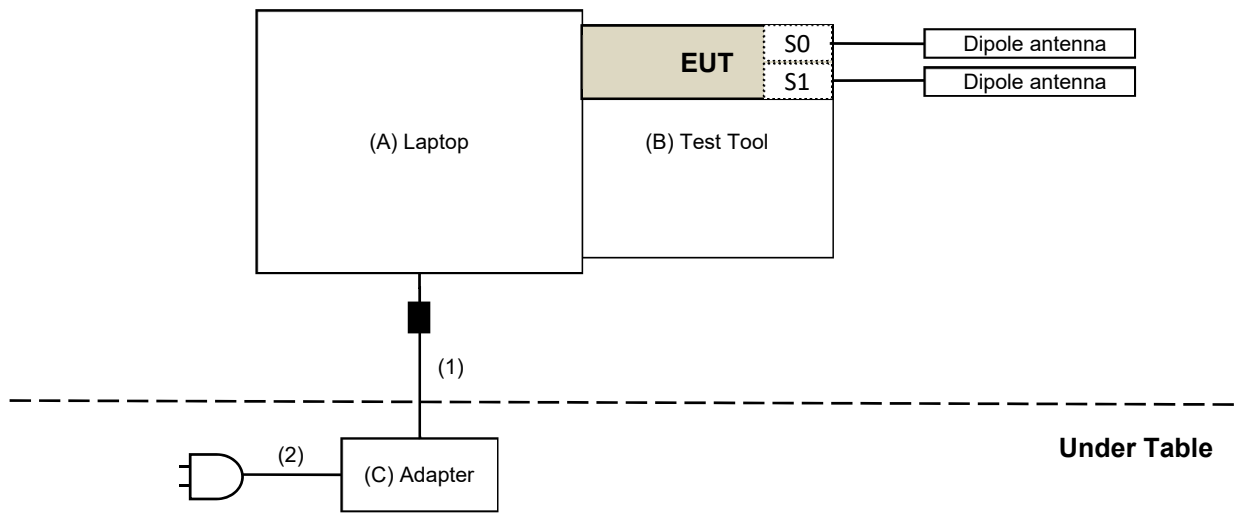 S0
Dipole antenna
EUT
S1
Dipole antenna
(A) Laptop
(B) Test Tool
(1)
(2)
(C) Adapter
Under Table